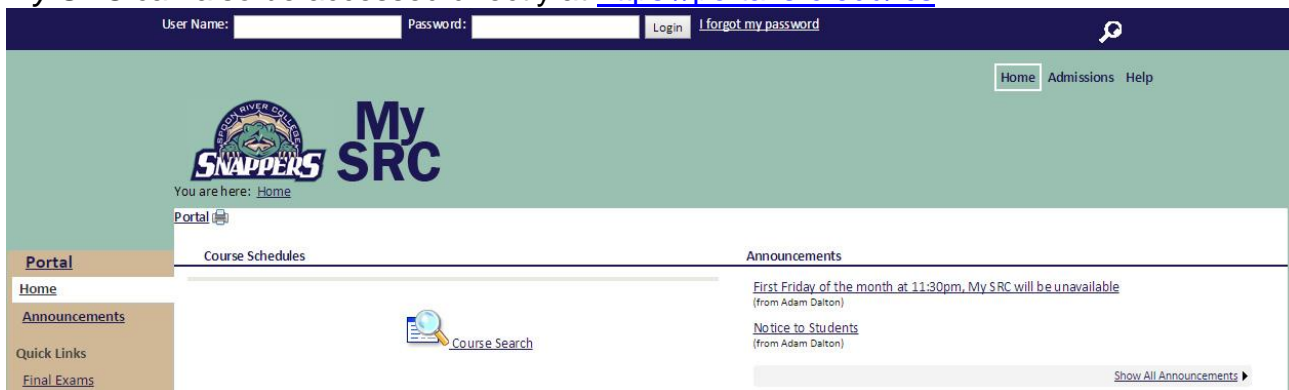 User Name: Password: Login I forgot my password
Home Admissions Help
SPOON RIVER COLLEGE
SNAPPERS
My
SRC
You are here: Home
Portal
Portal
Home
Announcements
Quick Links
Final Exams
Course Schedules
Course Search
Announcements
First Friday of the month at 11:30pm, My SRC will be unavailable
(from Adam Dalton)
Notice to Students
(from Adam Dalton)
Show All Announcements